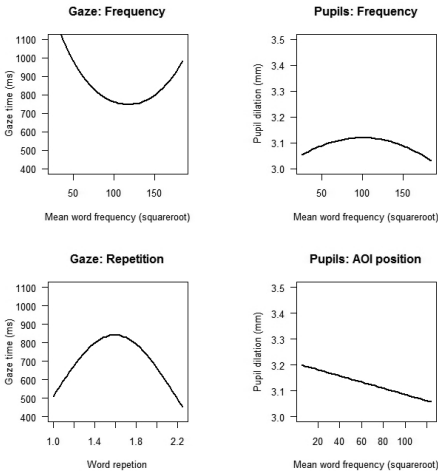 Gaze: Frequency
1100
1000
900
800
700
600
500
400
Gaze time (ms)
50 100 150
Mean word frequency (squareroot)
Pupils: Frequency
3.5
3.4
3.3
3.2
3.1
3.0
Pupil dilation (mm)
50 100 150
Mean word frequency (squareroot)
Gaze: Repetition
1100
1000
900
800
700
600
500
400
Gaze time (ms)
1.0 1.4 1.8 2.2
Word repetion
Pupils: AOI position
3.5
3.4
3.3
3.2
3.1
3.0
Pupil dilation (mm)
20 40 60 80 100
Mean word frequency (squareroot)